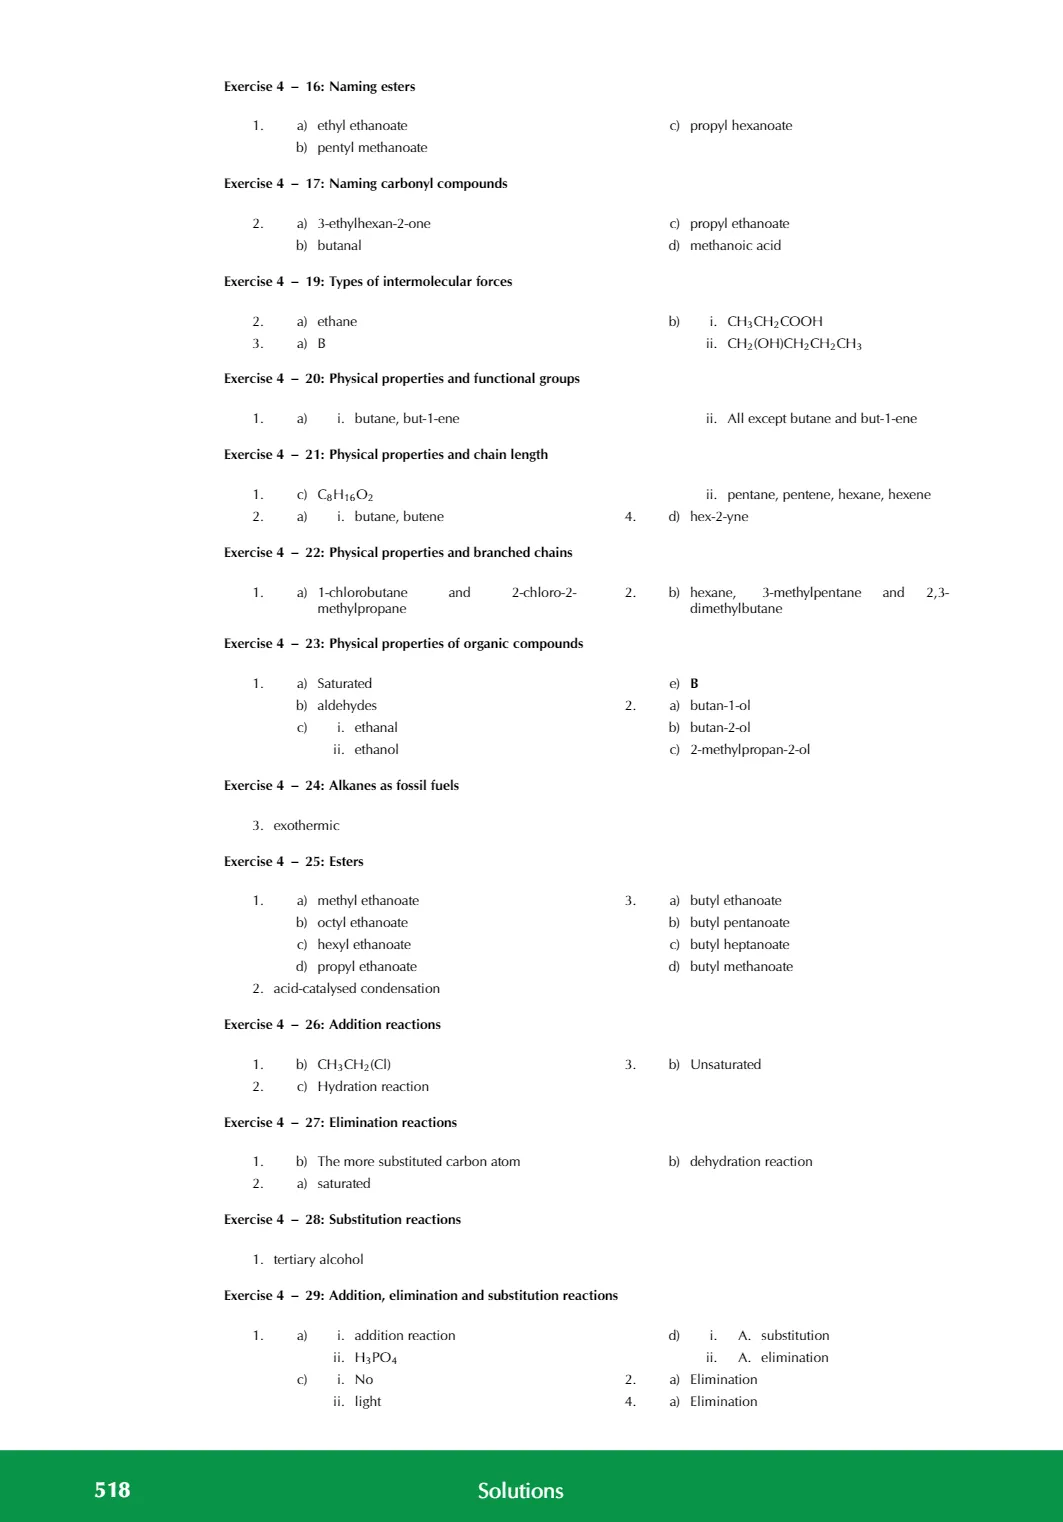 Exercise 4 – 16: Naming esters
1. a) ethyl ethanoate
b) pentyl methanoate
c) propyl hexanoate
Exercise 4 – 17: Naming carbonyl compounds
2. a) 3-ethylhexan-2-one
b) butanal
c) propyl ethanoate
d) methanoic acid
Exercise 4 – 19: Types of intermolecular forces
2. a) ethane
3. a) B
b) i. CH₃CH₂COOH
ii. CH₂(OH)CH₂CH₂CH₃
Exercise 4 – 20: Physical properties and functional groups
1. a) i. butane, but-1-ene
ii. All except butane and but-1-ene
Exercise 4 – 21: Physical properties and chain length
1. c) C₈H₁₆O₂
2. a) i. butane, butene
ii. pentane, pentene, hexane, hexene
4. d) hex-2-yne
Exercise 4 – 22: Physical properties and branched chains
1. a) 1-chlorobutane and 2-chloro-2-
methylpropane
2. b) hexane, 3-methylpentane and 2,3-
dimethylbutane
Exercise 4 – 23: Physical properties of organic compounds
1. a) Saturated
b) aldehydes
c) i. ethanal
ii. ethanol
e) B
2. a) butan-1-ol
b) butan-2-ol
c) 2-methylpropan-2-ol
Exercise 4 – 24: Alkanes as fossil fuels
3. exothermic
Exercise 4 – 25: Esters
1. a) methyl ethanoate
b) octyl ethanoate
c) hexyl ethanoate
d) propyl ethanoate
2. acid-catalysed condensation
3. a) butyl ethanoate
b) butyl pentanoate
c) butyl heptanoate
d) butyl methanoate
Exercise 4 – 26: Addition reactions
1. b) CH₃CH₂(Cl)
2. c) Hydration reaction
3. b) Unsaturated
Exercise 4 – 27: Elimination reactions
1. b) The more substituted carbon atom
2. a) saturated
b) dehydration reaction
Exercise 4 – 28: Substitution reactions
1. tertiary alcohol
Exercise 4 – 29: Addition, elimination and substitution reactions
1. a) i. addition reaction
ii. H₃PO₄
c) i. No
ii. light
d) i. A. substitution
ii. A. elimination
2. a) Elimination
4. a) Elimination
518 Solutions